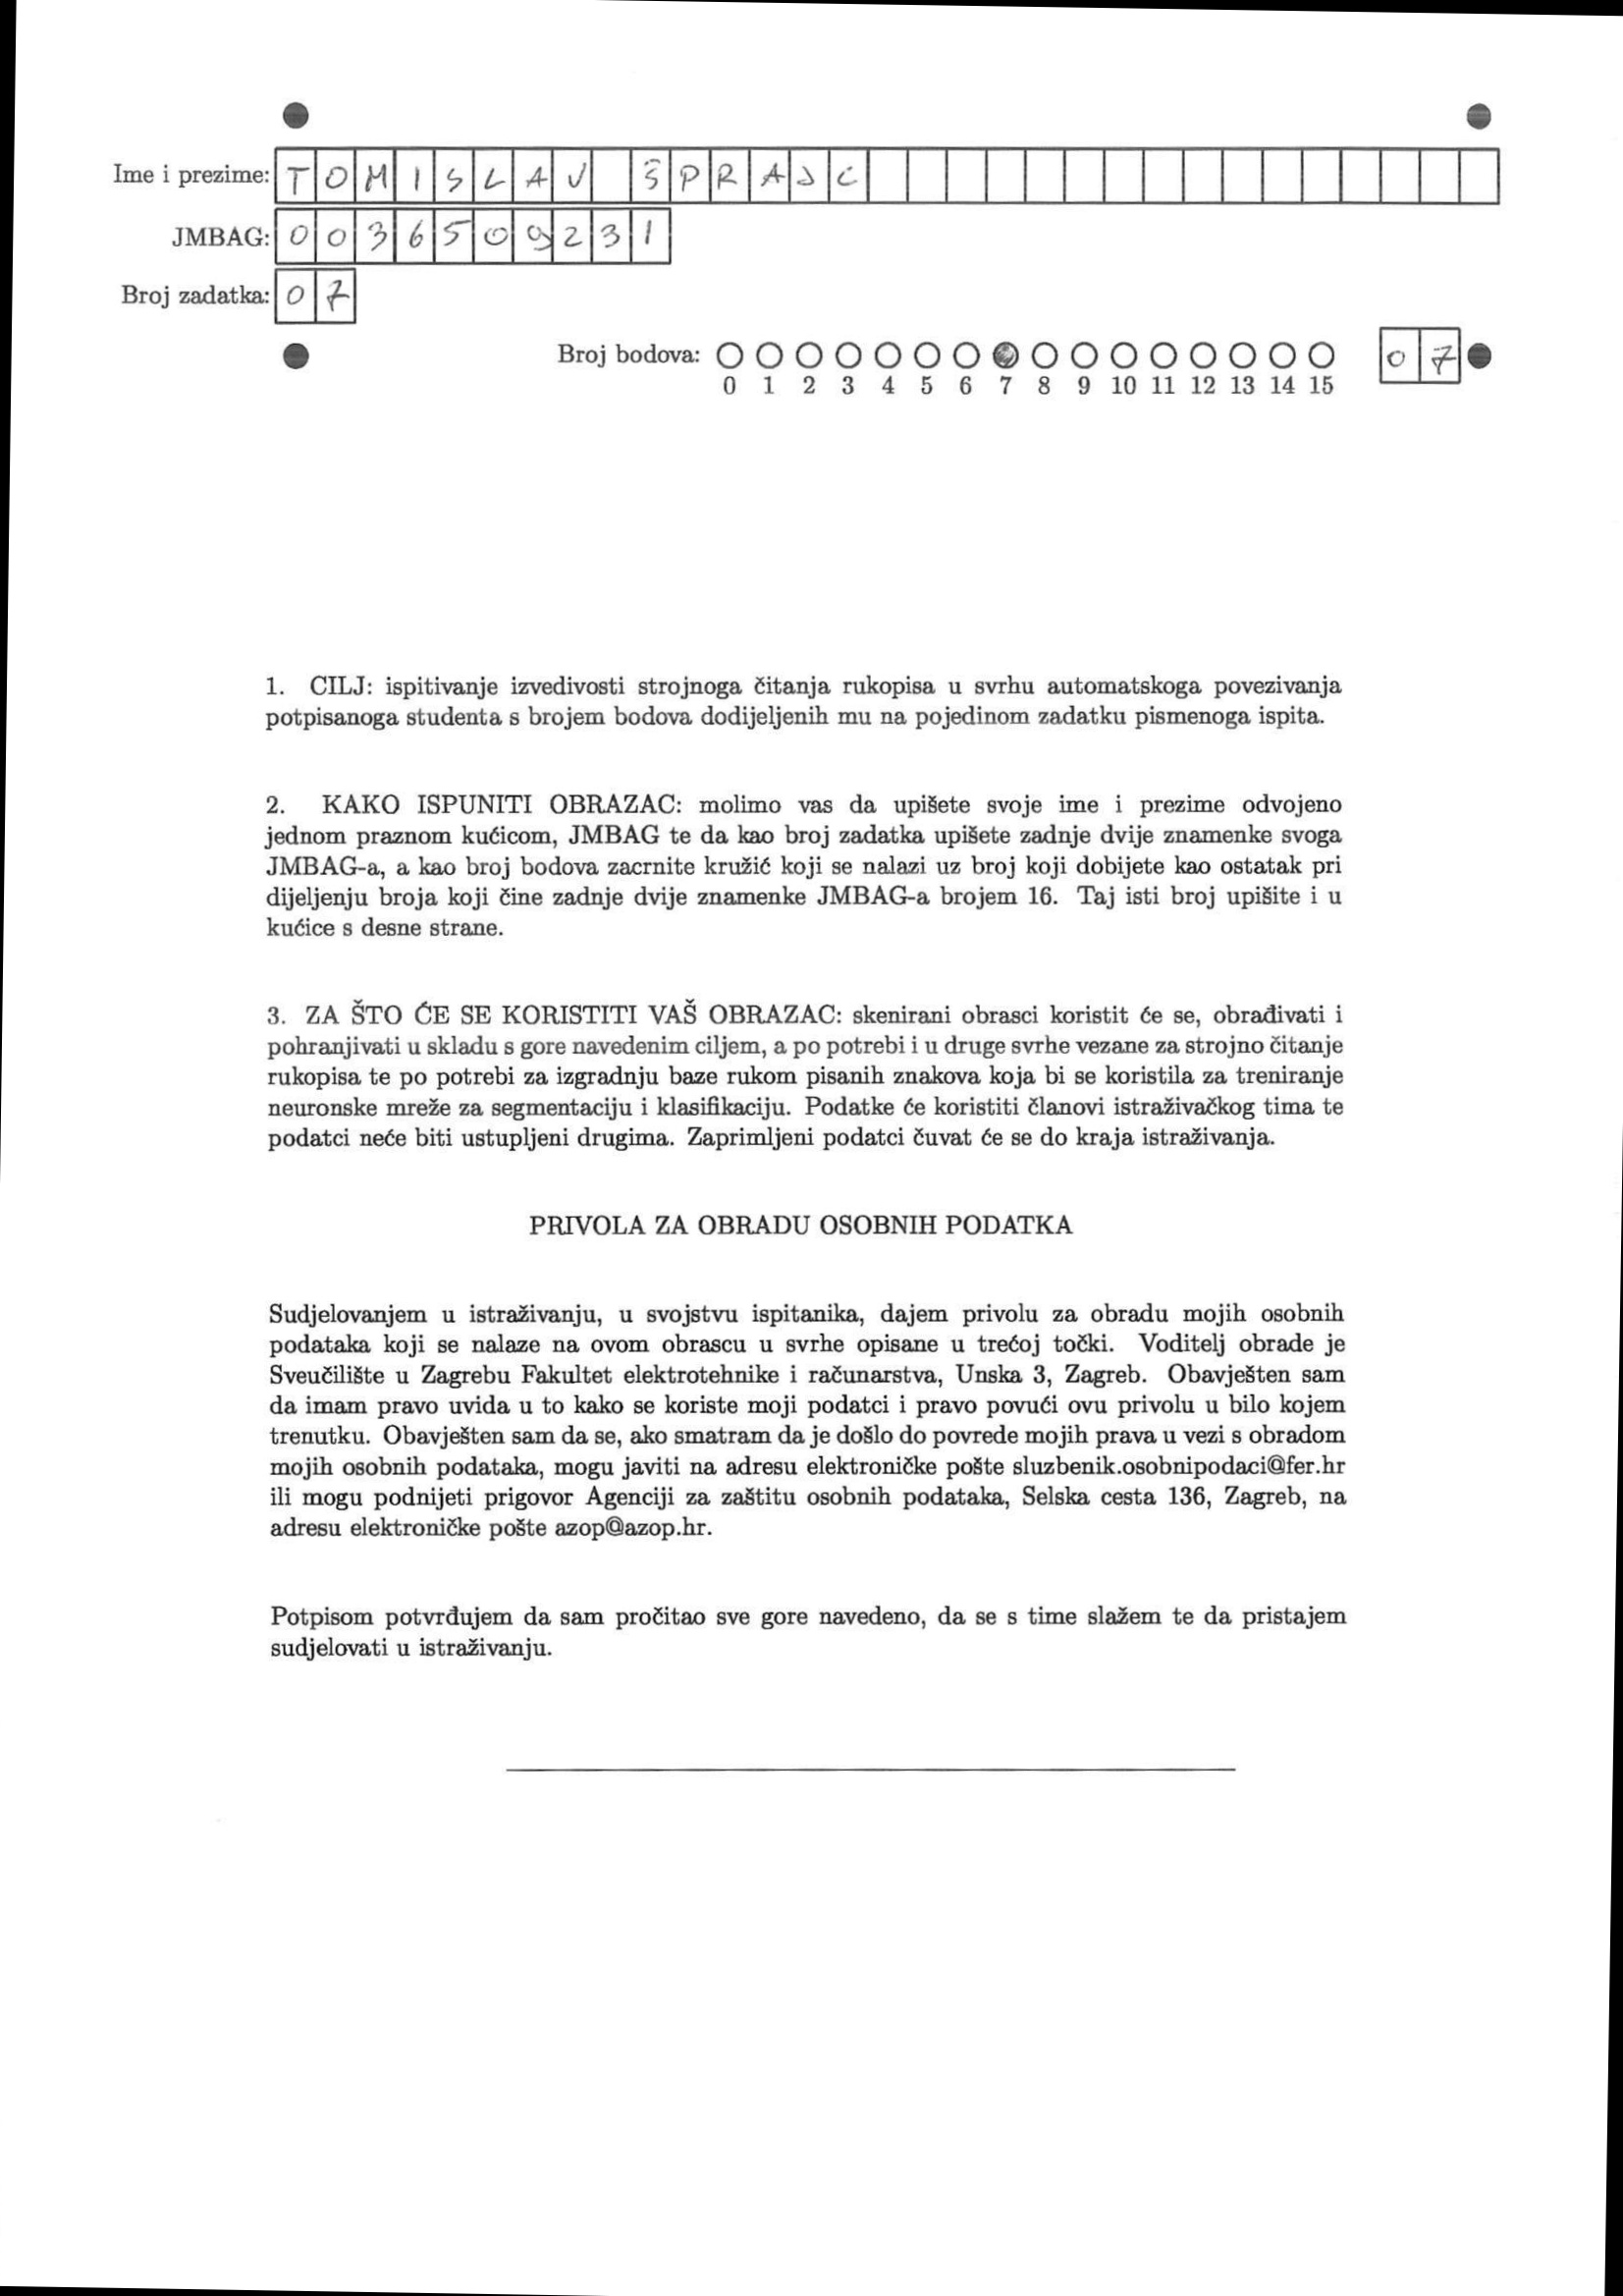 Ime i prezime: TOMISLAV ŠPRAJC
JMBAG: 0036509231
Broj zadatka: 07
Broj bodova: 07
0 1 2 3 4 5 6 7 8 9 10 11 12 13 14 15
1. CILJ: ispitivanje izvedivosti strojnoga čitanja rukopisa u svrhu automatskoga povezivanja
potpisanoga studenta s brojem bodova dodijeljenih mu na pojedinom zadatku pismenoga ispita.
2. KAKO ISPUNITI OBRAZAC: molimo vas da upišete svoje ime i prezime odvojeno
jednom praznom kućicom, JMBAG te da kao broj zadatka upišete zadnje dvije znamenke svoga
JMBAG-a, a kao broj bodova zacrnite kružić koji se nalazi uz broj koji dobijete kao ostatak pri
dijeljenju broja koji čine zadnje dvije znamenke JMBAG-a brojem 16. Taj isti broj upišite i u
kućice s desne strane.
3. ZA ŠTO ĆE SE KORISTITI VAŠ OBRAZAC: skenirani obrasci koristit će se, obrađivati i
pohranjivati u skladu s gore navedenim ciljem, a po potrebi i u druge svrhe vezane za strojno čitanje
rukopisa te po potrebi za izgradnju baze rukom pisanih znakova koja bi se koristila za treniranje
neuronske mreže za segmentaciju i klasifikaciju. Podatke će koristiti članovi istraživačkog tima te
podatci neće biti ustupljeni drugima. Zaprimljeni podatci čuvat će se do kraja istraživanja.
PRIVOLA ZA OBRADU OSOBNIH PODATKA
Sudjelovanjem u istraživanju, u svojstvu ispitanika, dajem privolu za obradu mojih osobnih
podataka koji se nalaze na ovom obrascu u svrhe opisane u trećoj točki. Voditelj obrade je
Sveučilište u Zagrebu Fakultet elektrotehnike i računarstva, Unska 3, Zagreb. Obavješten sam
da imam pravo uvida u to kako se koriste moji podatci i pravo povući ovu privolu u bilo kojem
trenutku. Obavješten sam da se, ako smatram da je došlo do povrede mojih prava u vezi s obradom
mojih osobnih podataka, mogu javiti na adresu elektroničke pošte sluzbenik.osobnipodaci@fer.hr
ili mogu podnijeti prigovor Agenciji za zaštitu osobnih podataka, Selska cesta 136, Zagreb, na
adresu elektroničke pošte azop@azop.hr.
Potpisom potvrđujem da sam pročitao sve gore navedeno, da se s time slažem te da pristajem
sudjelovati u istraživanju.